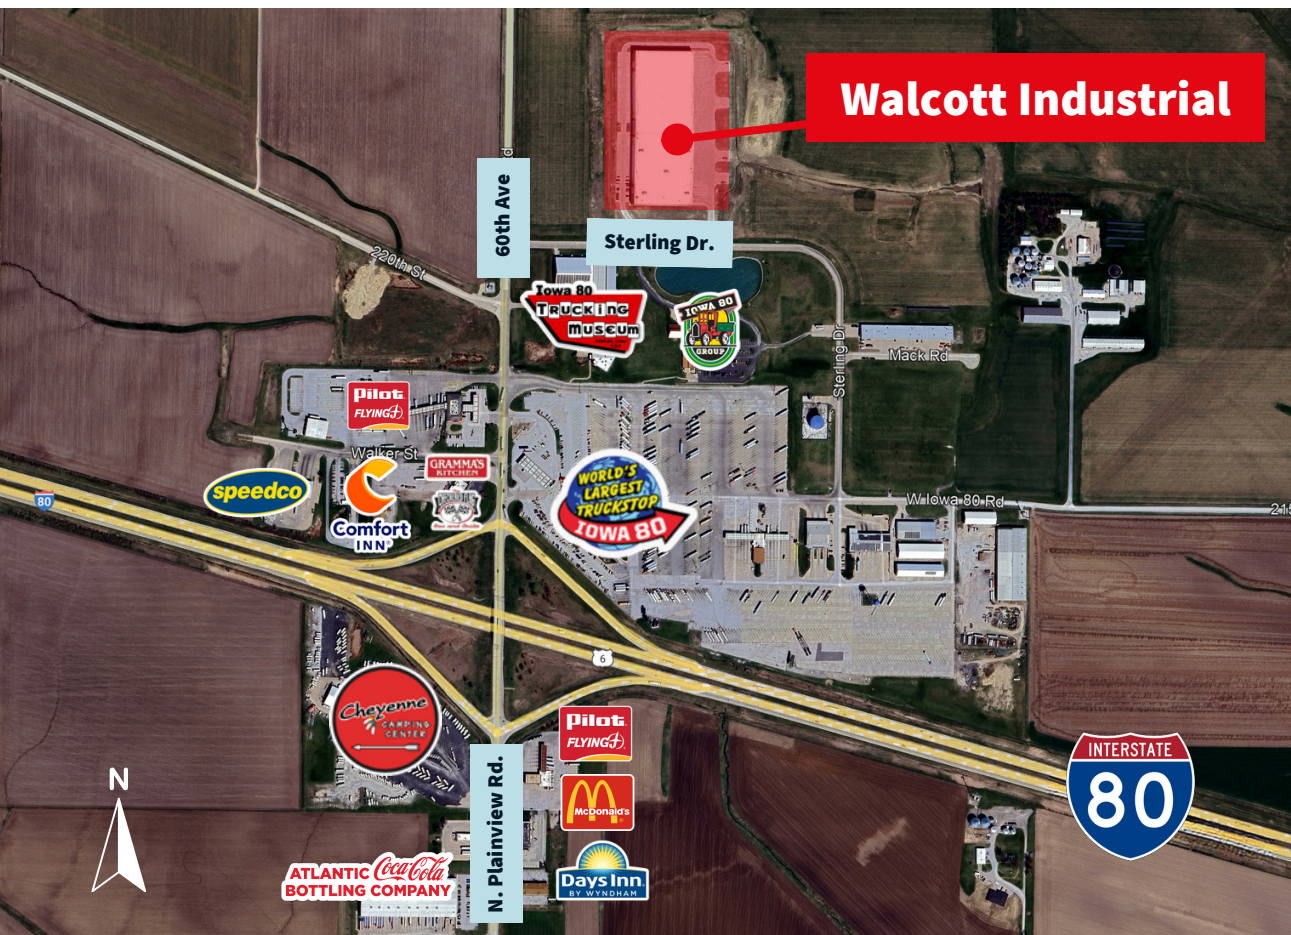 Walcott Industrial
60th Ave
Sterling Dr.
220th St
Iowa 80
TRUCKING
MUSEUM
IOWA 80
GROUP
Sterling Dr
Mack Rd
Pilot
FLYING J
Walker St
GRAMMA'S
KITCHEN
speedco
Comfort
INN
WORLD'S
LARGEST
TRUCKSTOP
IOWA 80
W Iowa 80 Rd
215
80
6
Cheyenne
CAMPING
CENTER
Pilot
FLYING J
McDonald's
Days Inn
BY WYNDHAM
N. Plainview Rd.
ATLANTIC Coca-Cola
BOTTLING COMPANY
INTERSTATE
80
N